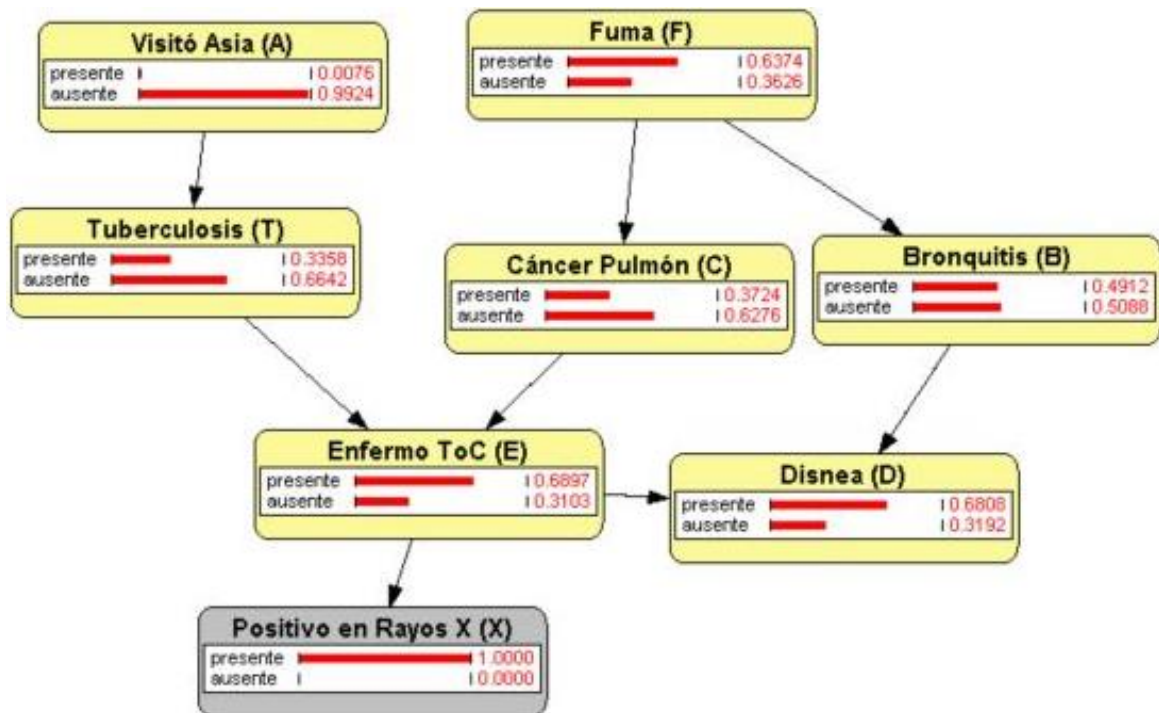 Visitó Asia (A)
presente 0.0076
ausente 0.9924
Fuma (F)
presente 0.6374
ausente 0.3626
Tuberculosis (T)
presente 0.3358
ausente 0.6642
Cáncer Pulmón (C)
presente 0.3724
ausente 0.6276
Bronquitis (B)
presente 0.4912
ausente 0.5088
Enfermo ToC (E)
presente 0.6897
ausente 0.3103
Disnea (D)
presente 0.6808
ausente 0.3192
Positivo en Rayos X (X)
presente 1.0000
ausente 0.0000